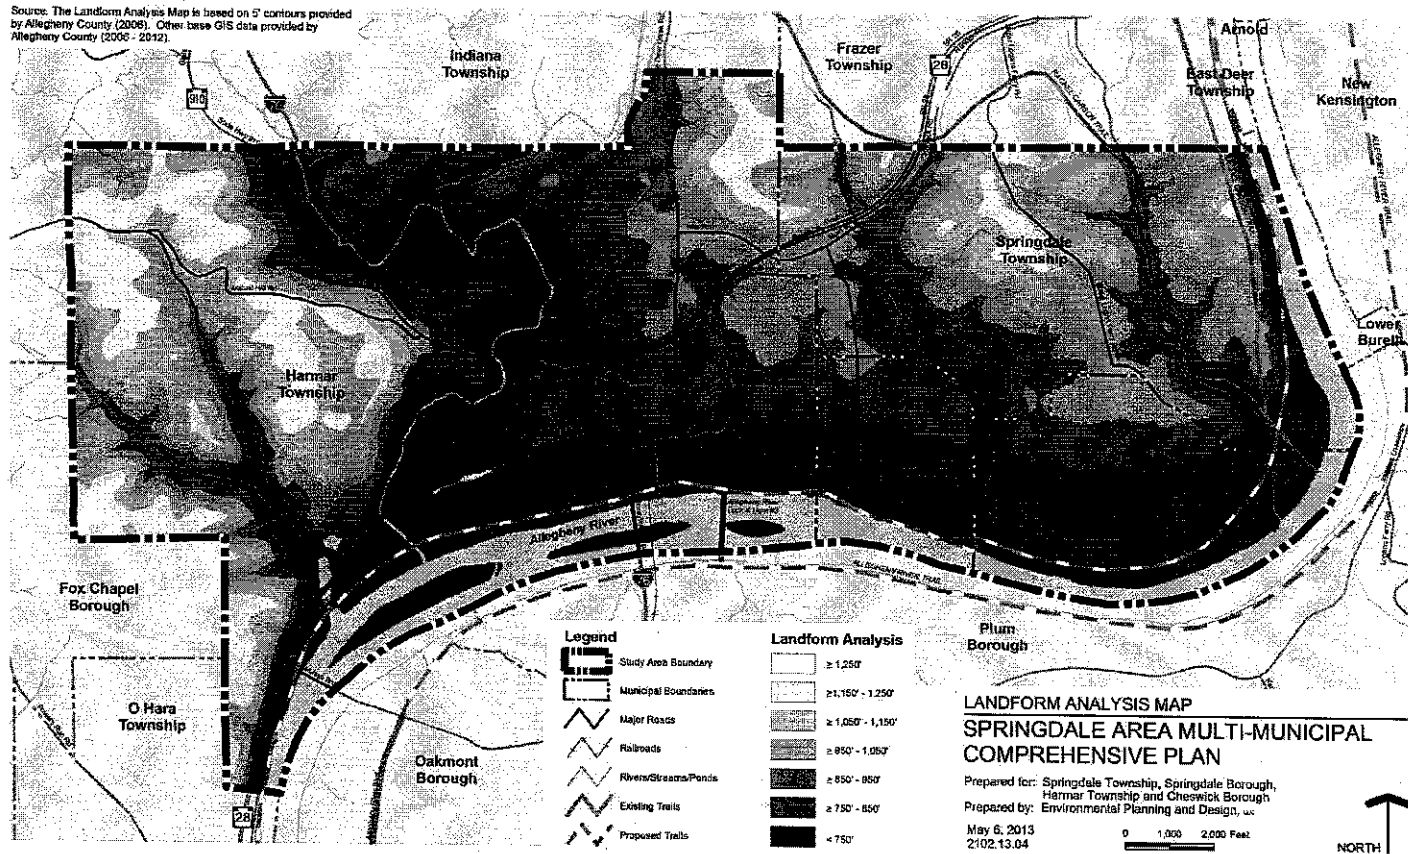 Source: The Landform Analysis Map is based on 5' contours provided
by Allegheny County (2006). Other base GIS data provided by
Allegheny County (2006 - 2012).
Indiana
Township
Frazer
Township
Arnold
East Deer
Township
New
Kensington
910
28
Springdale
Township
Lower
Burell
Harmar
Township
Allegheny River
Fox Chapel
Borough
O Hara
Township
Oakmont
Borough
Plum
Borough
28
Legend
Study Area Boundary
Municipal Boundaries
Major Roads
Railroads
Rivers/Streams/Ponds
Existing Trails
Proposed Trails
Landform Analysis
≥ 1,250'
≥1,150' - 1,250'
≥ 1,050' - 1,150'
≥ 950' - 1,050'
≥ 850' - 950'
≥ 750' - 850'
< 750'
LANDFORM ANALYSIS MAP
SPRINGDALE AREA MULTI-MUNICIPAL
COMPREHENSIVE PLAN
Prepared for: Springdale Township, Springdale Borough,
Harmar Township and Cheswick Borough
Prepared by: Environmental Planning and Design, LLC
May 6, 2013
2102.13.04
0 1,000 2,000 Feet
NORTH